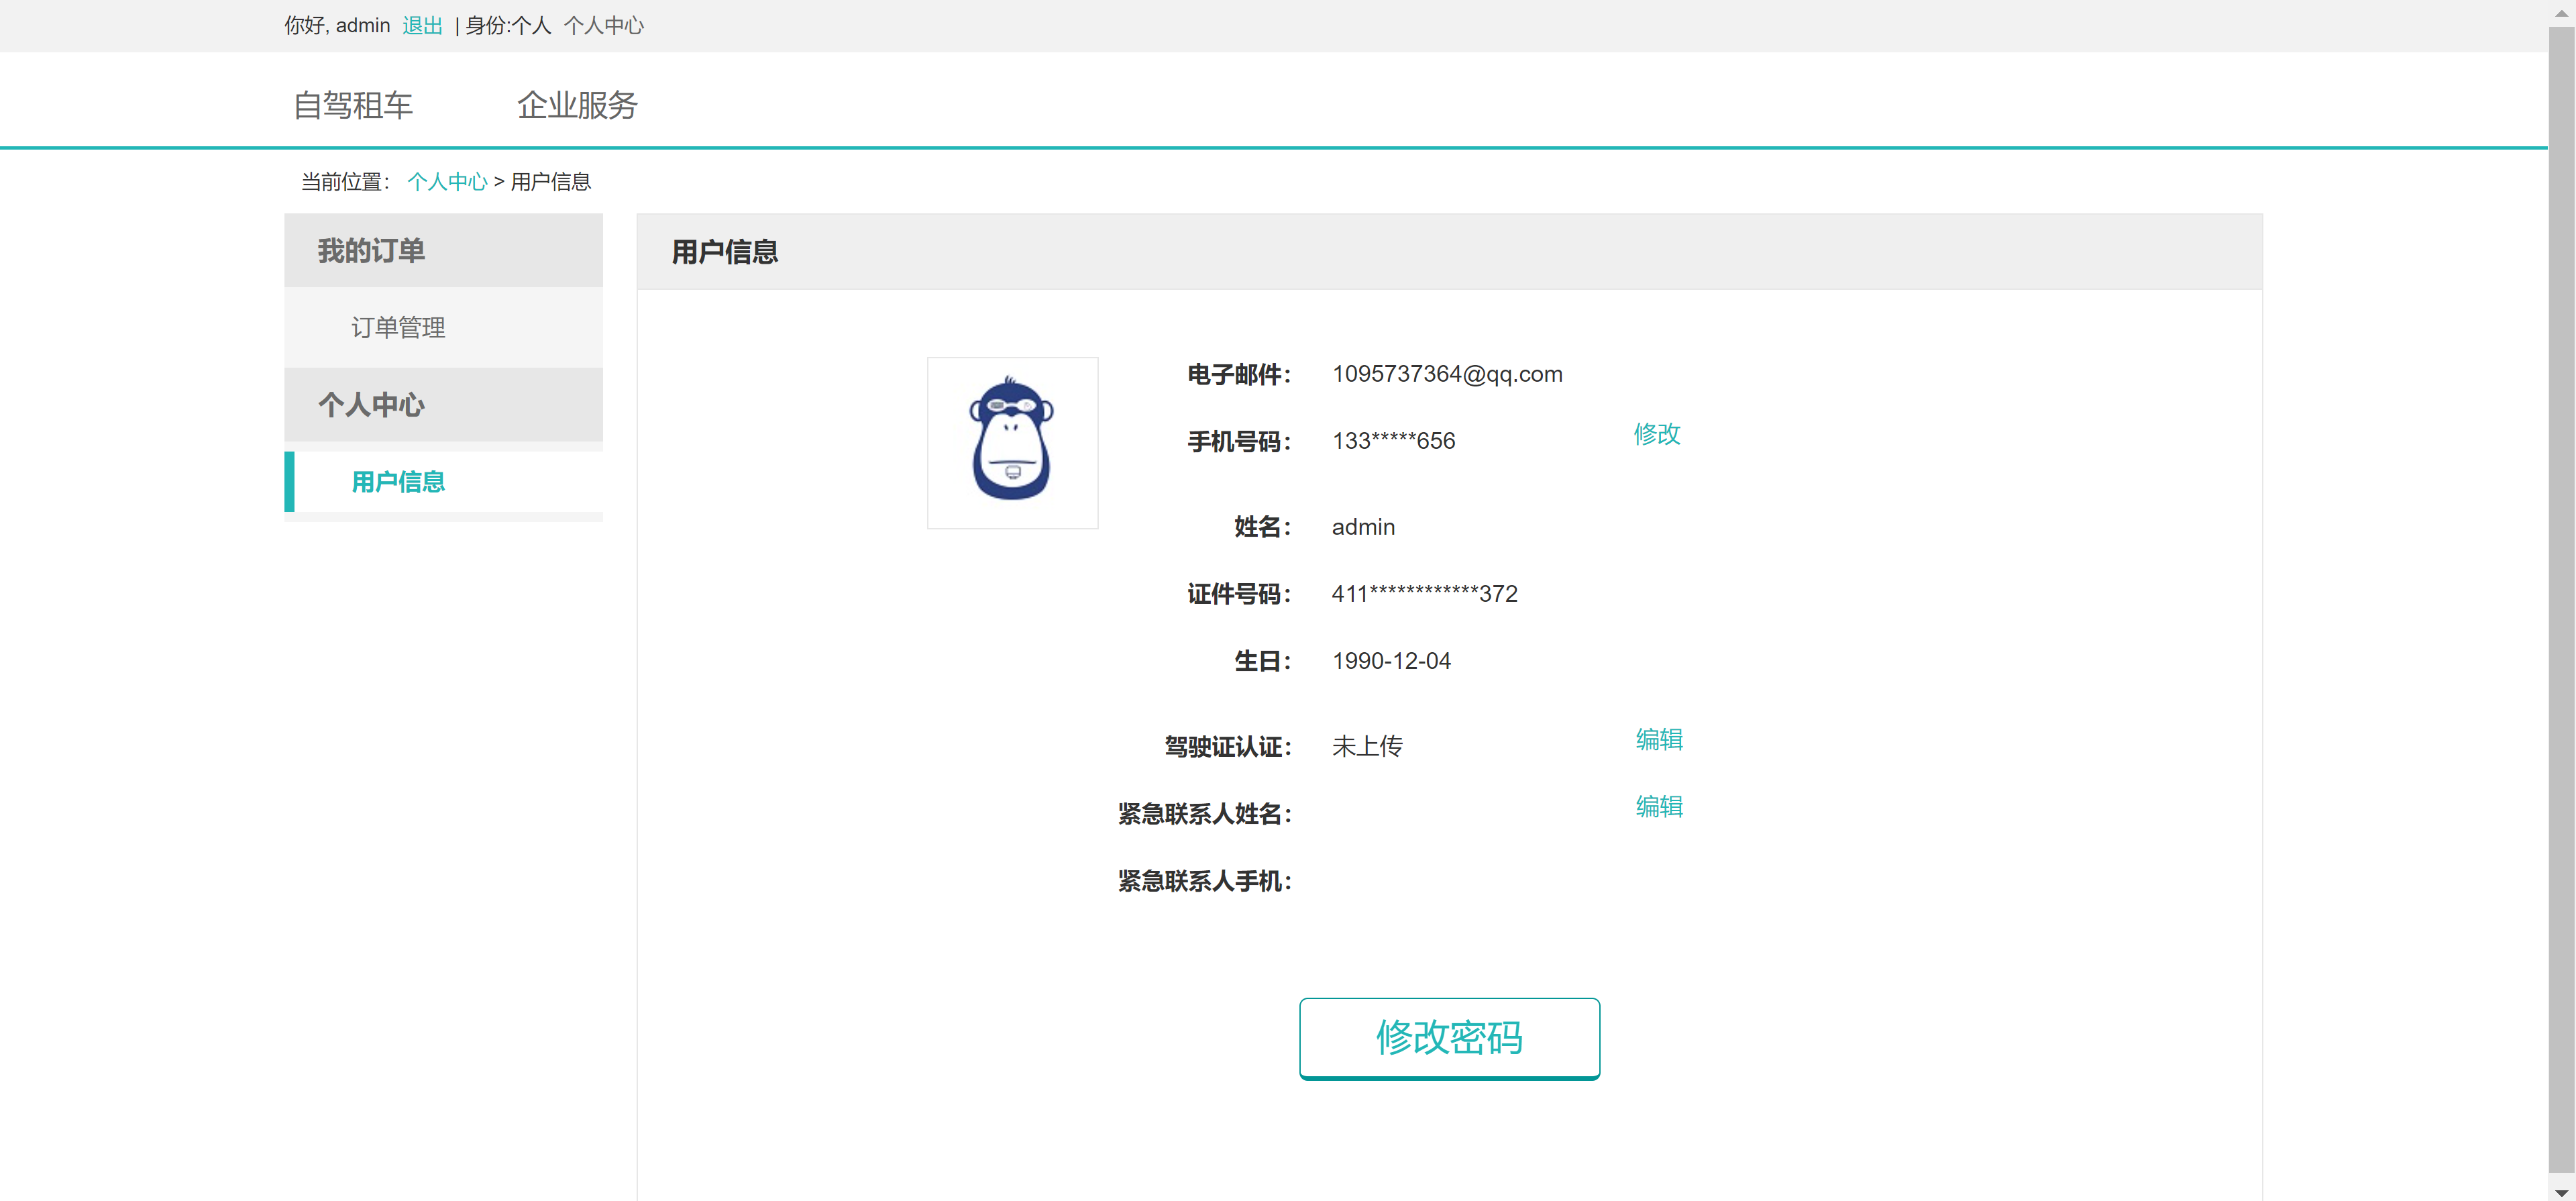 你好, admin 退出 | 身份:个人 个人中心
自驾租车 企业服务
当前位置： 个人中心 > 用户信息
我的订单
订单管理
个人中心
用户信息
用户信息
电子邮件： 1095737364@qq.com
手机号码： 133*****656 修改
姓名： admin
证件号码： 411************372
生日： 1990-12-04
驾驶证认证： 未上传 编辑
紧急联系人姓名： 编辑
紧急联系人手机：
修改密码